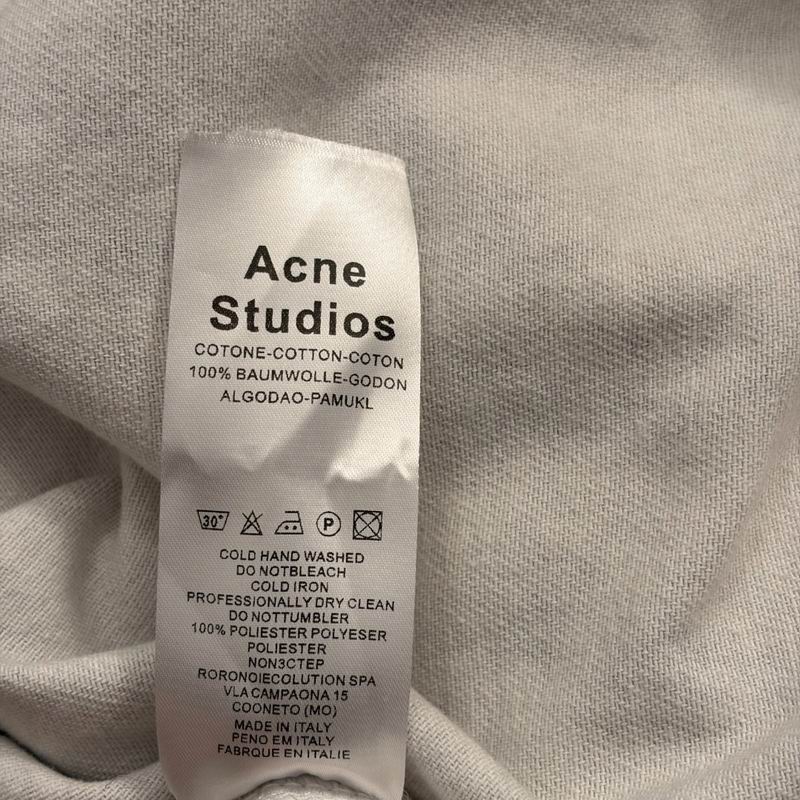 Acne
Studios
COTONE-COTTON-COTON
100% BAUMWOLLE-GODON
ALGODAO-PAMUKL
30° P
COLD HAND WASHED
DO NOTBLEACH
COLD IRON
PROFESSIONALLY DRY CLEAN
DO NOTTUMBLER
100% POLIESTER POLYESER
POLIESTER
NON3CTEP
RORONOIECOLUTION SPA
VLA CAMPAONA 15
COONETO (MO)
MADE IN ITALY
PENO EM ITALY
FABRQUE EN ITALIE